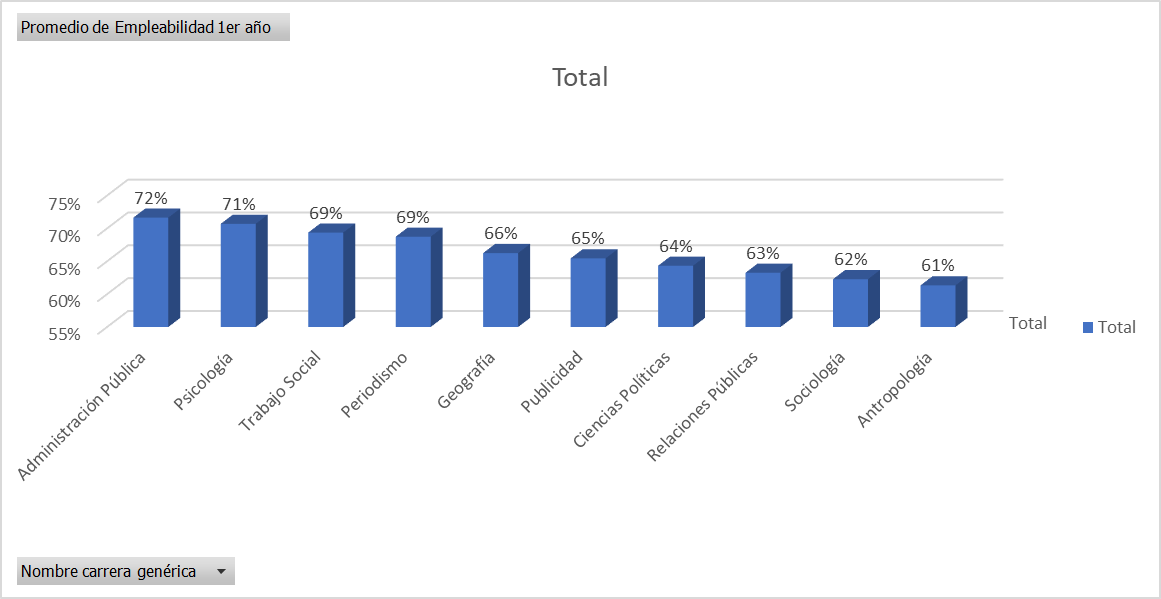 Promedio de Empleabilidad 1er año
Total
75%
70%
65%
60%
55%
72%
71%
69%
69%
66%
65%
64%
63%
62%
61%
Administración Pública
Psicología
Trabajo Social
Periodismo
Geografía
Publicidad
Ciencias Políticas
Relaciones Públicas
Sociología
Antropología
Total
Total
Nombre carrera genérica